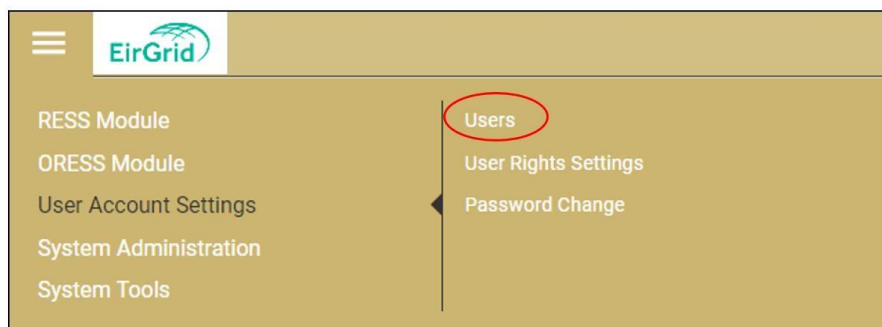 EirGrid
RESS Module
ORESS Module
User Account Settings
System Administration
System Tools
Users
User Rights Settings
Password Change